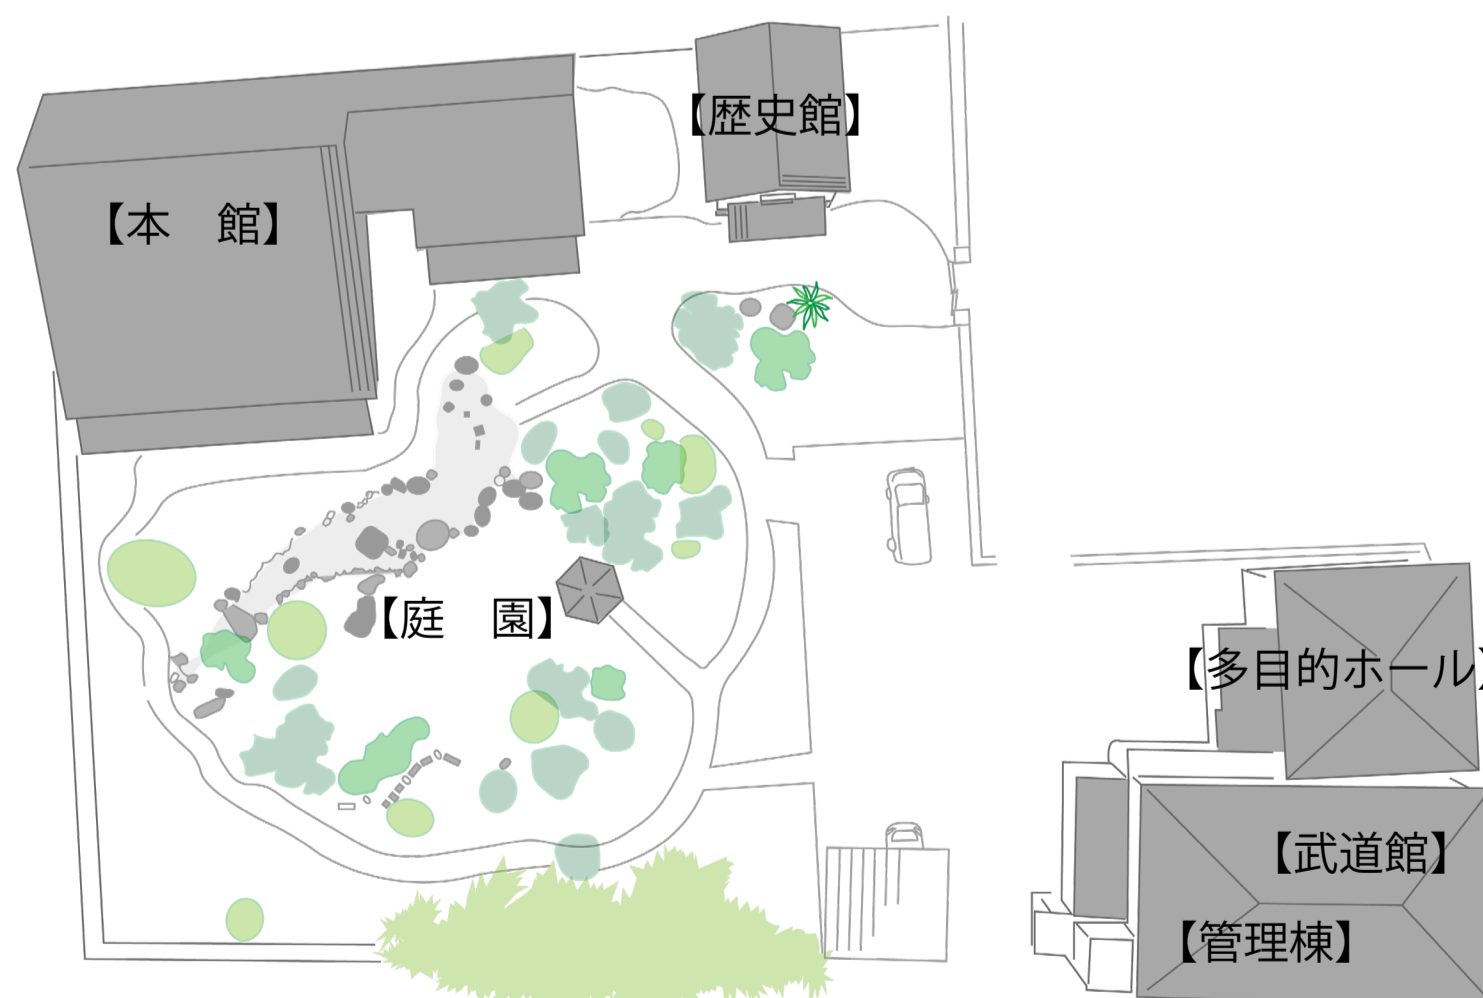 【歴史館】
【本　館】
【庭　園】
【多目的ホール】
【武道館】
【管理棟】